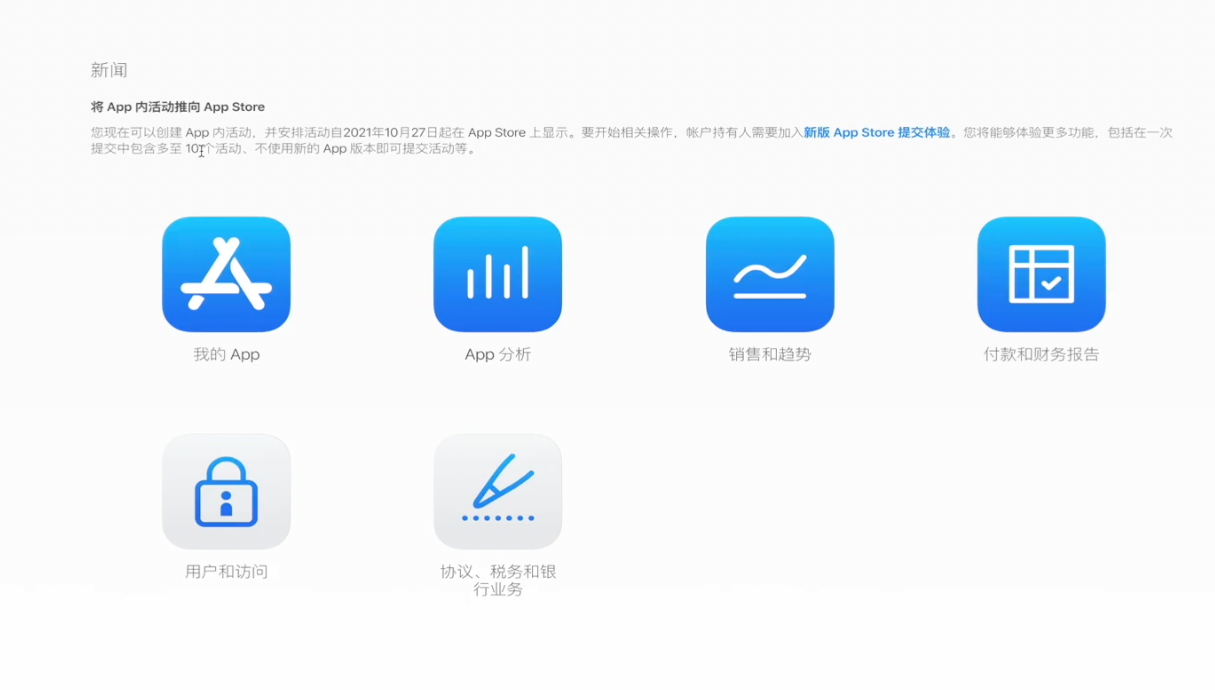 新闻
将 App 内活动推向 App Store
您现在可以创建 App 内活动，并安排活动自2021年10月27日起在 App Store 上显示。要开始相关操作，帐户持有人需要加入新版 App Store 提交体验。您将能够体验更多功能，包括在一次
提交中包含多至 10个活动、不使用新的 App 版本即可提交活动等。
我的 App
App 分析
销售和趋势
付款和财务报告
用户和访问
协议、税务和银
行业务